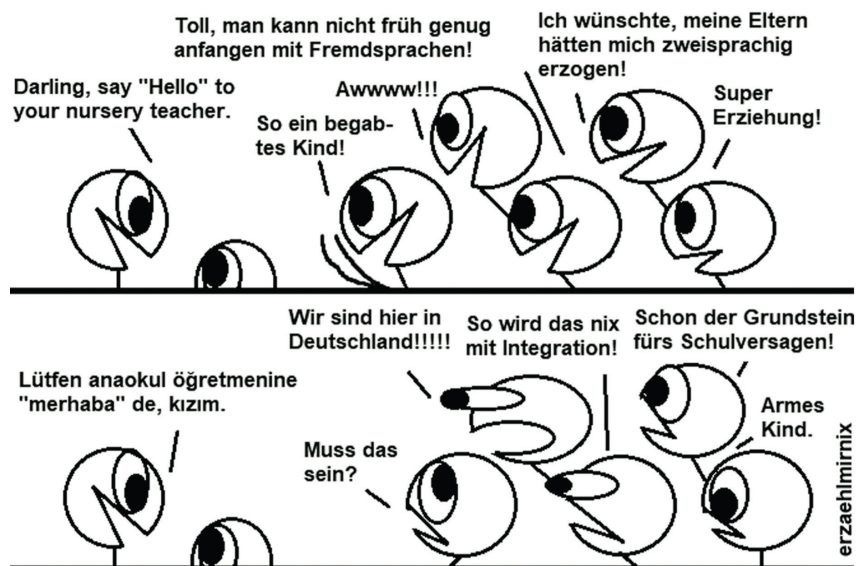 Toll, man kann nicht früh genug
anfangen mit Fremdsprachen!
Ich wünschte, meine Eltern
hätten mich zweisprachig
erzogen!
Darling, say "Hello" to
your nursery teacher.
Awwww!!!
So ein begab-
tes Kind!
Super
Erziehung!
Wir sind hier in
Deutschland!!!!!
So wird das nix
mit Integration!
Schon der Grundstein
fürs Schulversagen!
Lütfen anaokul öğretmenine
"merhaba" de, kızım.
Muss das
sein?
Armes
Kind.
erzaehlmirnix